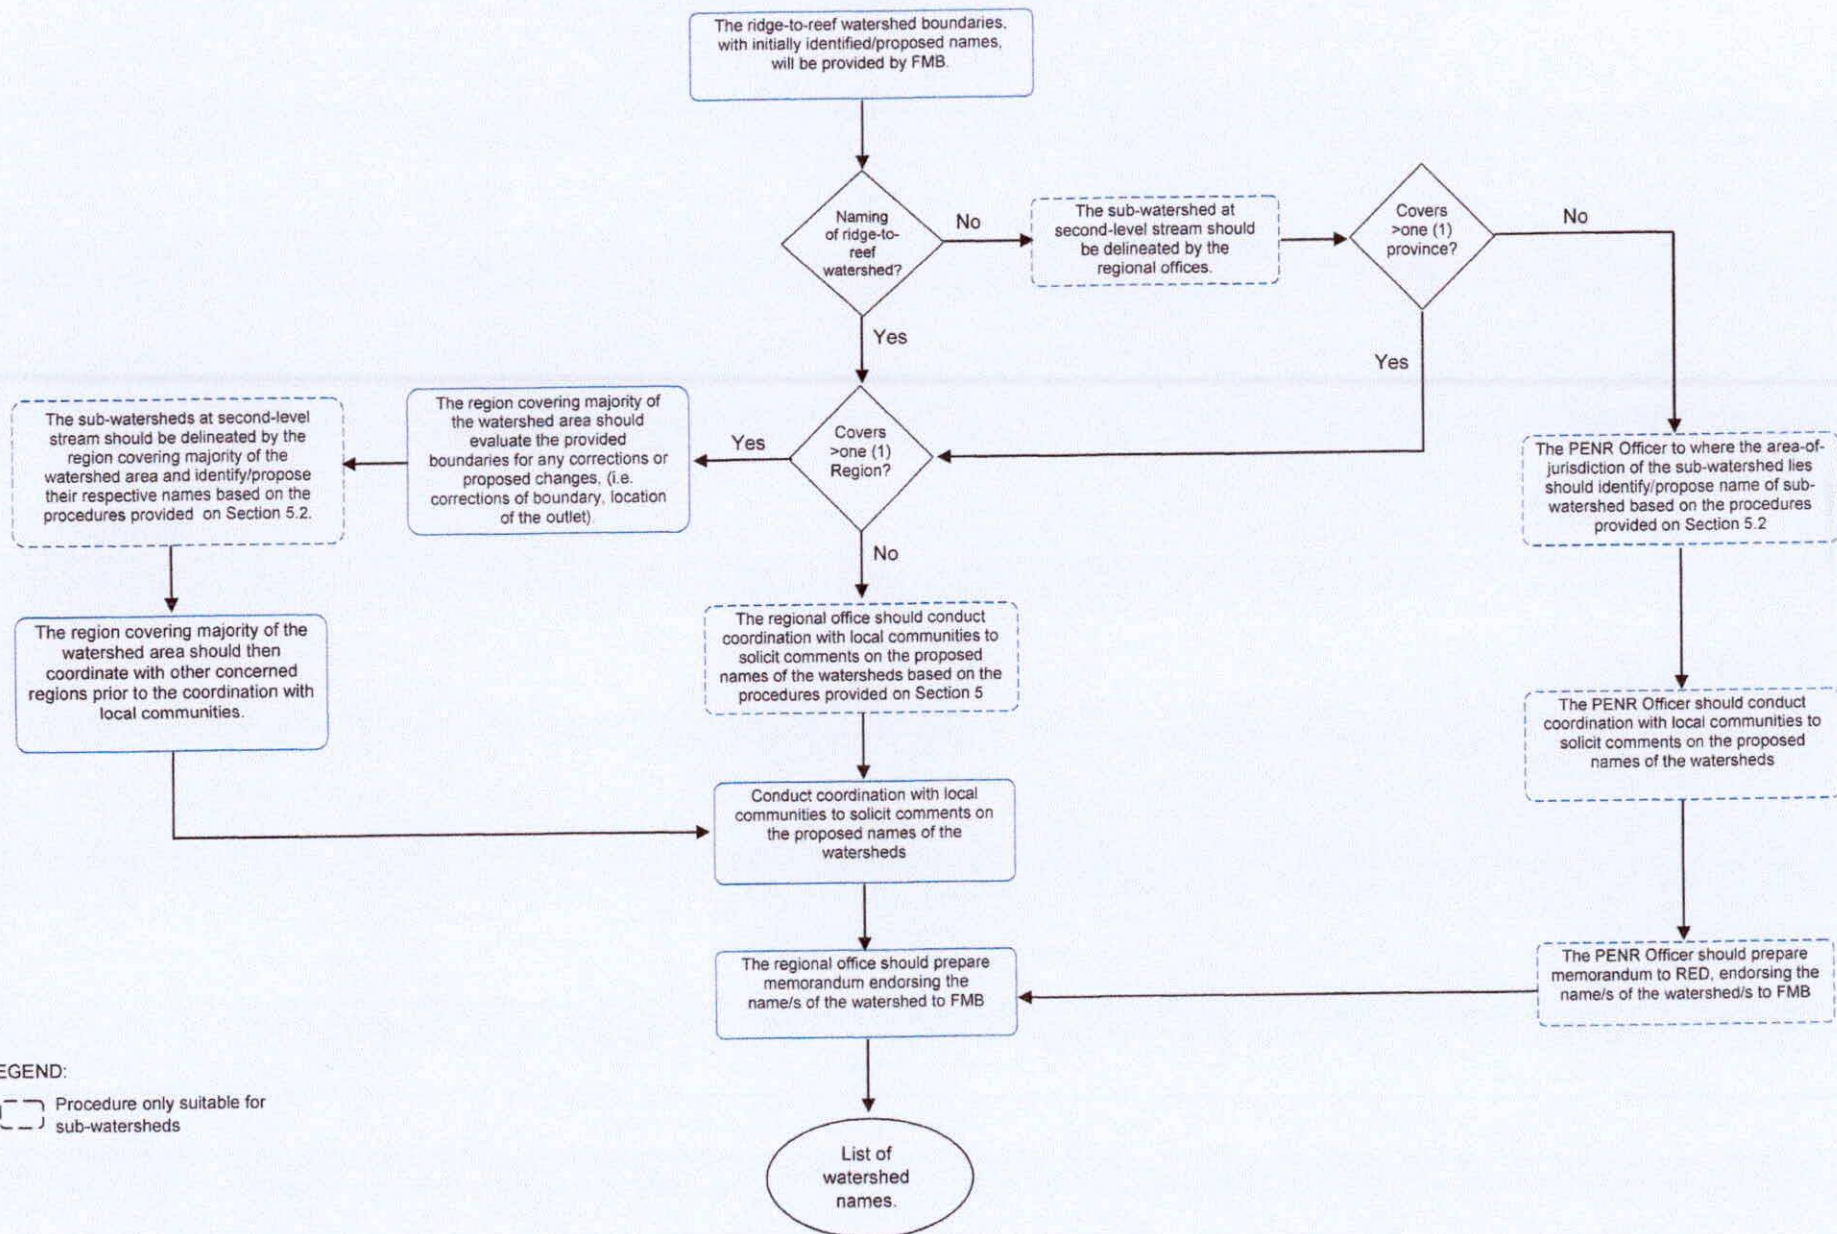 The ridge-to-reef watershed boundaries,
with initially identified/proposed names,
will be provided by FMB.
Naming
of ridge-to-
reef
watershed?
No
The sub-watershed at
second-level stream should
be delineated by the
regional offices.
Covers
>one (1)
province?
No
Yes
Yes
The sub-watersheds at second-level
stream should be delineated by the
region covering majority of the
watershed area and identify/propose
their respective names based on the
procedures provided on Section 5.2.
The region covering majority of
the watershed area should
evaluate the provided
boundaries for any corrections or
proposed changes, (i.e.
corrections of boundary, location
of the outlet).
Yes
Covers
>one (1)
Region?
No
The PENR Officer to where the area-of-
jurisdiction of the sub-watershed lies
should identify/propose name of sub-
watershed based on the procedures
provided on Section 5.2
The region covering majority of the
watershed area should then
coordinate with other concerned
regions prior to the coordination with
local communities.
The regional office should conduct
coordination with local communities to
solicit comments on the proposed
names of the watersheds based on the
procedures provided on Section 5
The PENR Officer should conduct
coordination with local communities to
solicit comments on the proposed
names of the watersheds
Conduct coordination with local
communities to solicit comments on
the proposed names of the
watersheds
The regional office should prepare
memorandum endorsing the
name/s of the watershed to FMB
The PENR Officer should prepare
memorandum to RED, endorsing the
name/s of the watershed/s to FMB
EGEND:
Procedure only suitable for
sub-watersheds
List of
watershed
names.